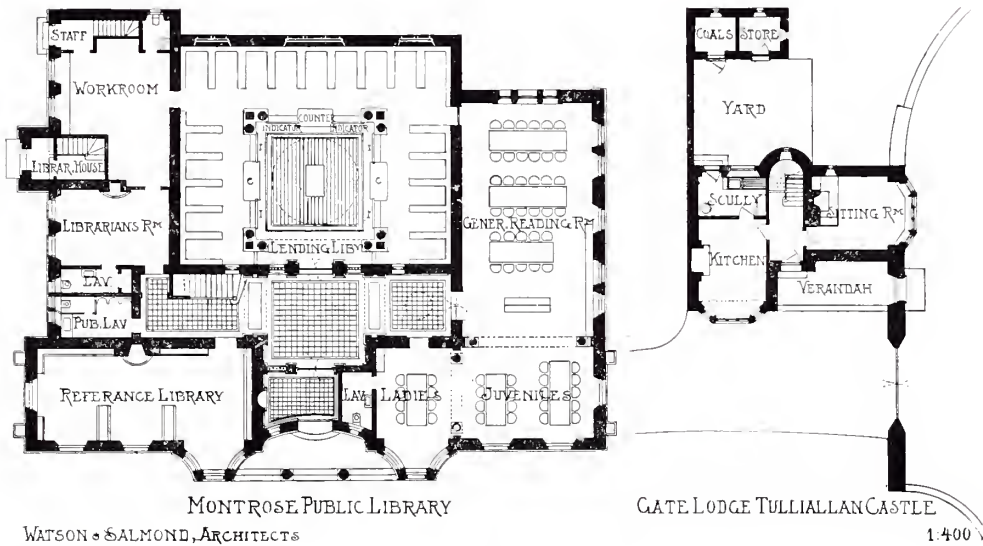 STAFF
WORKROOM
LIBRAR. HOUSE
LIBRARIANS RM
LAV
PUB. LAV
REFERANCE LIBRARY
COUNTER
INDICATOR INDICATOR
C C
LENDING LIBY
GENER. READING RM
LAV LADIES JUVENILES
MONTROSE PUBLIC LIBRARY
WATSON & SALMOND, ARCHITECTS
COALS STORE
YARD
SCULLY
SITTING RM
KITCHEN
VERANDAH
GATE LODGE TULLIALLAN CASTLE
1:400